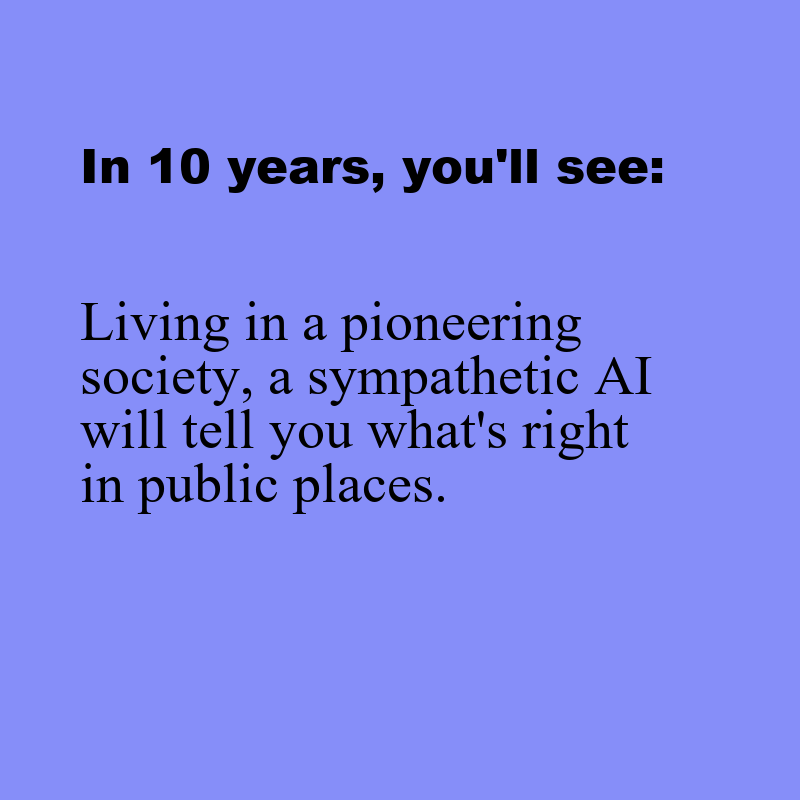 In 10 years, you'll see:
Living in a pioneering
society, a sympathetic AI
will tell you what's right
in public places.